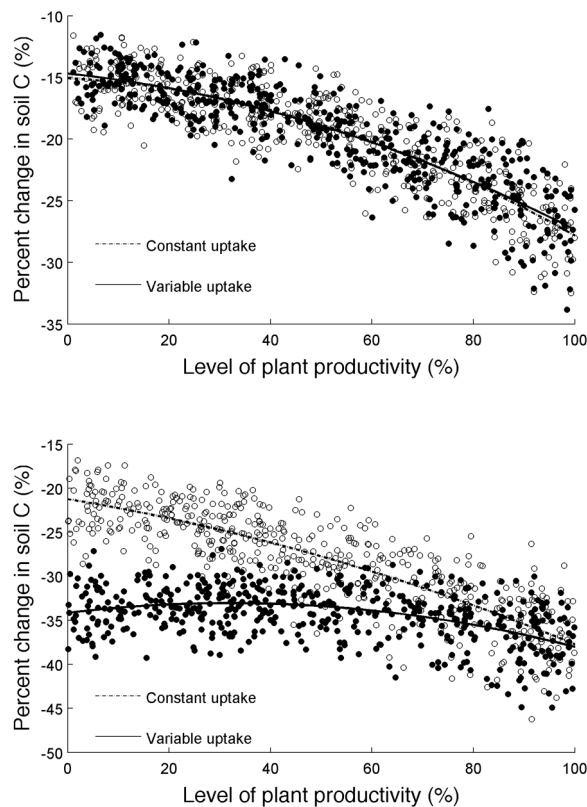 -10
-15
-20
-25
-30
-35
Percent change in soil C (%)
Constant uptake
Variable uptake
0 20 40 60 80 100
Level of plant productivity (%)
-15
-20
-25
-30
-35
-40
-45
-50
Percent change in soil C (%)
Constant uptake
Variable uptake
0 20 40 60 80 100
Level of plant productivity (%)